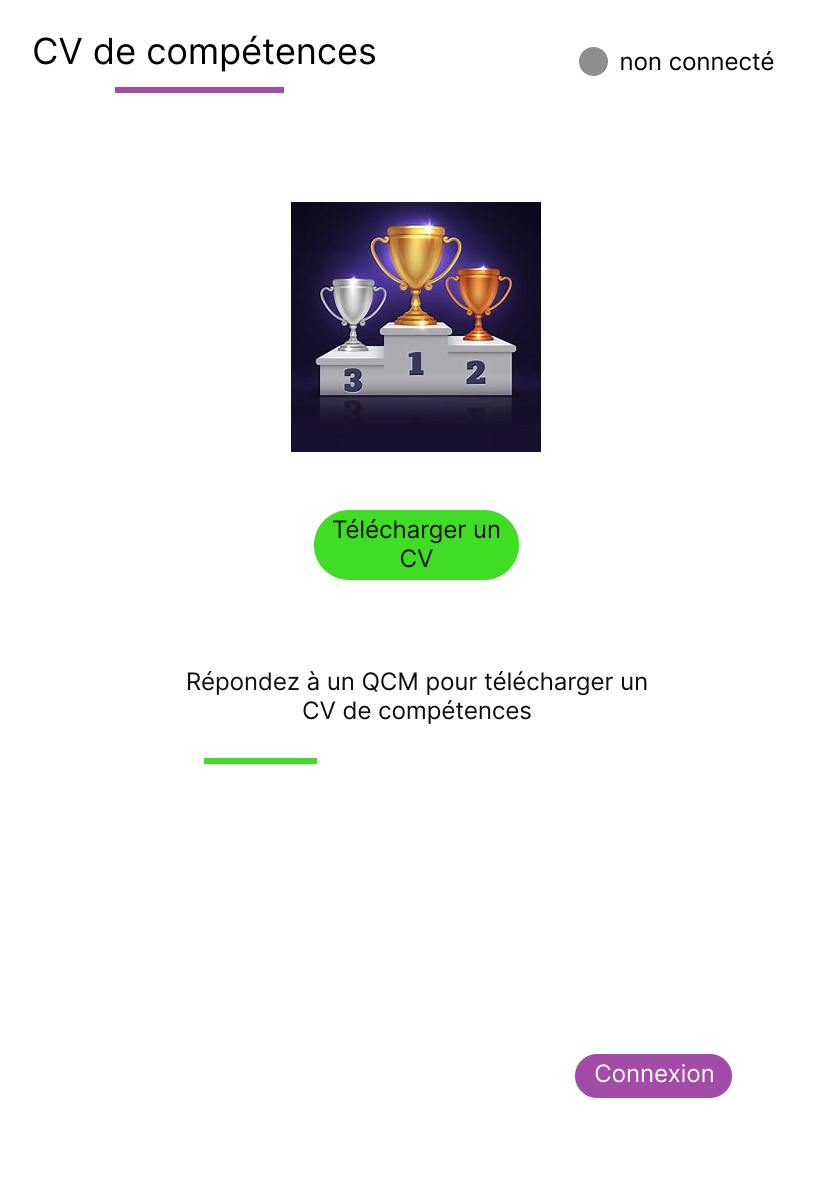 CV de compétences
non connecté
1
2
3
Télécharger un
CV
Répondez à un QCM pour télécharger un
CV de compétences
Connexion